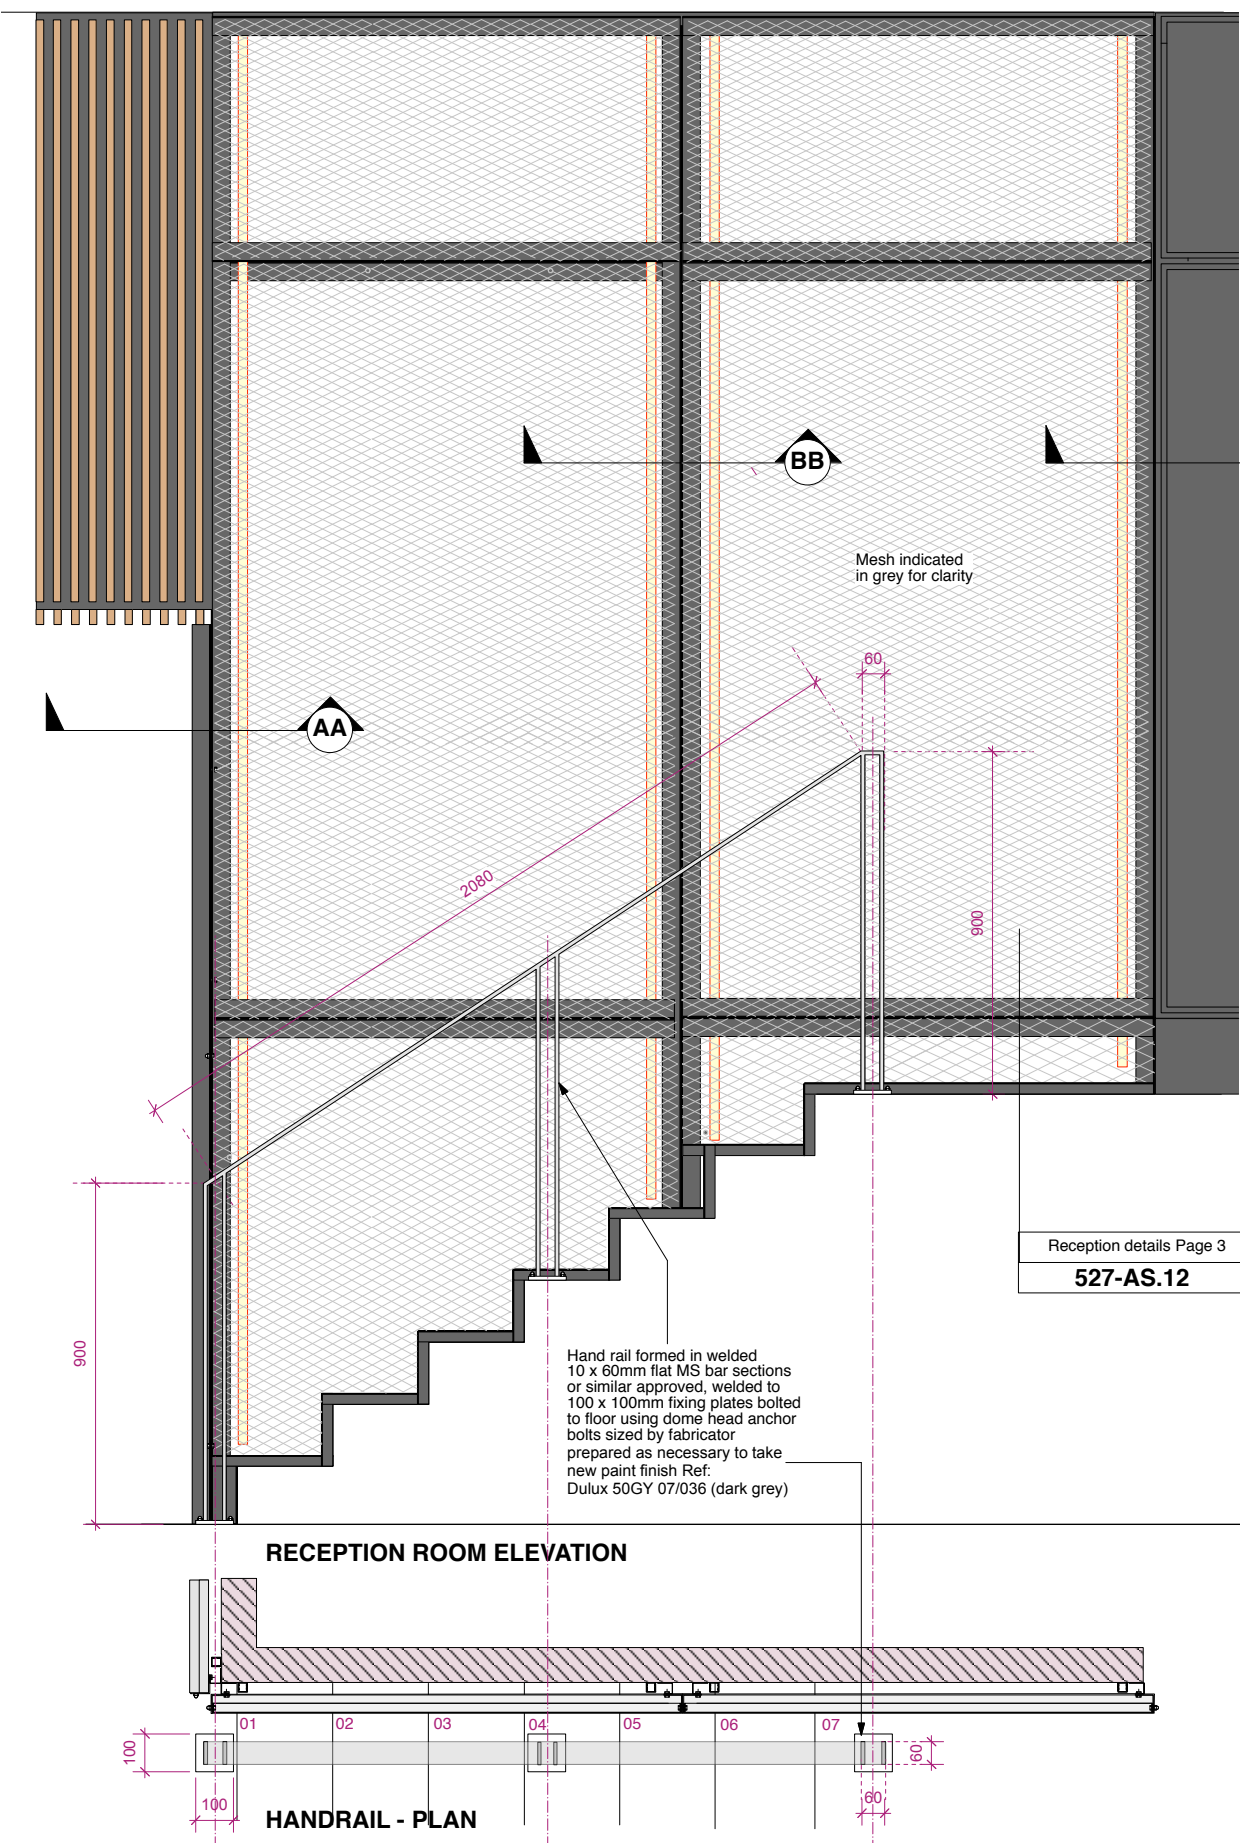 BB
Mesh indicated
in grey for clarity
60
AA
2080
900
Reception details Page 3
527-AS.12
900
Hand rail formed in welded
10 x 60mm flat MS bar sections
or similar approved, welded to
100 x 100mm fixing plates bolted
to floor using dome head anchor
bolts sized by fabricator
prepared as necessary to take
new paint finish Ref:
Dulux 50GY 07/036 (dark grey)
RECEPTION ROOM ELEVATION
01 02 03 04 05 06 07
100
60
100
60
HANDRAIL - PLAN